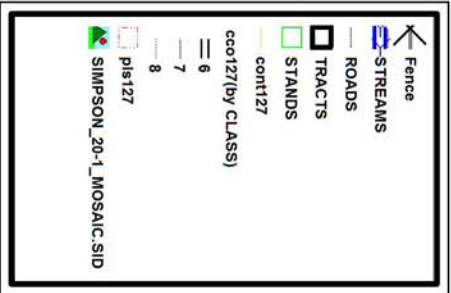 Fence
STREAMS
ROADS
TRACTS
STANDS
cont127
cco127(by CLASS)
6
7
8
pls127
SIMPSON_20-1_MOSAIC.SID